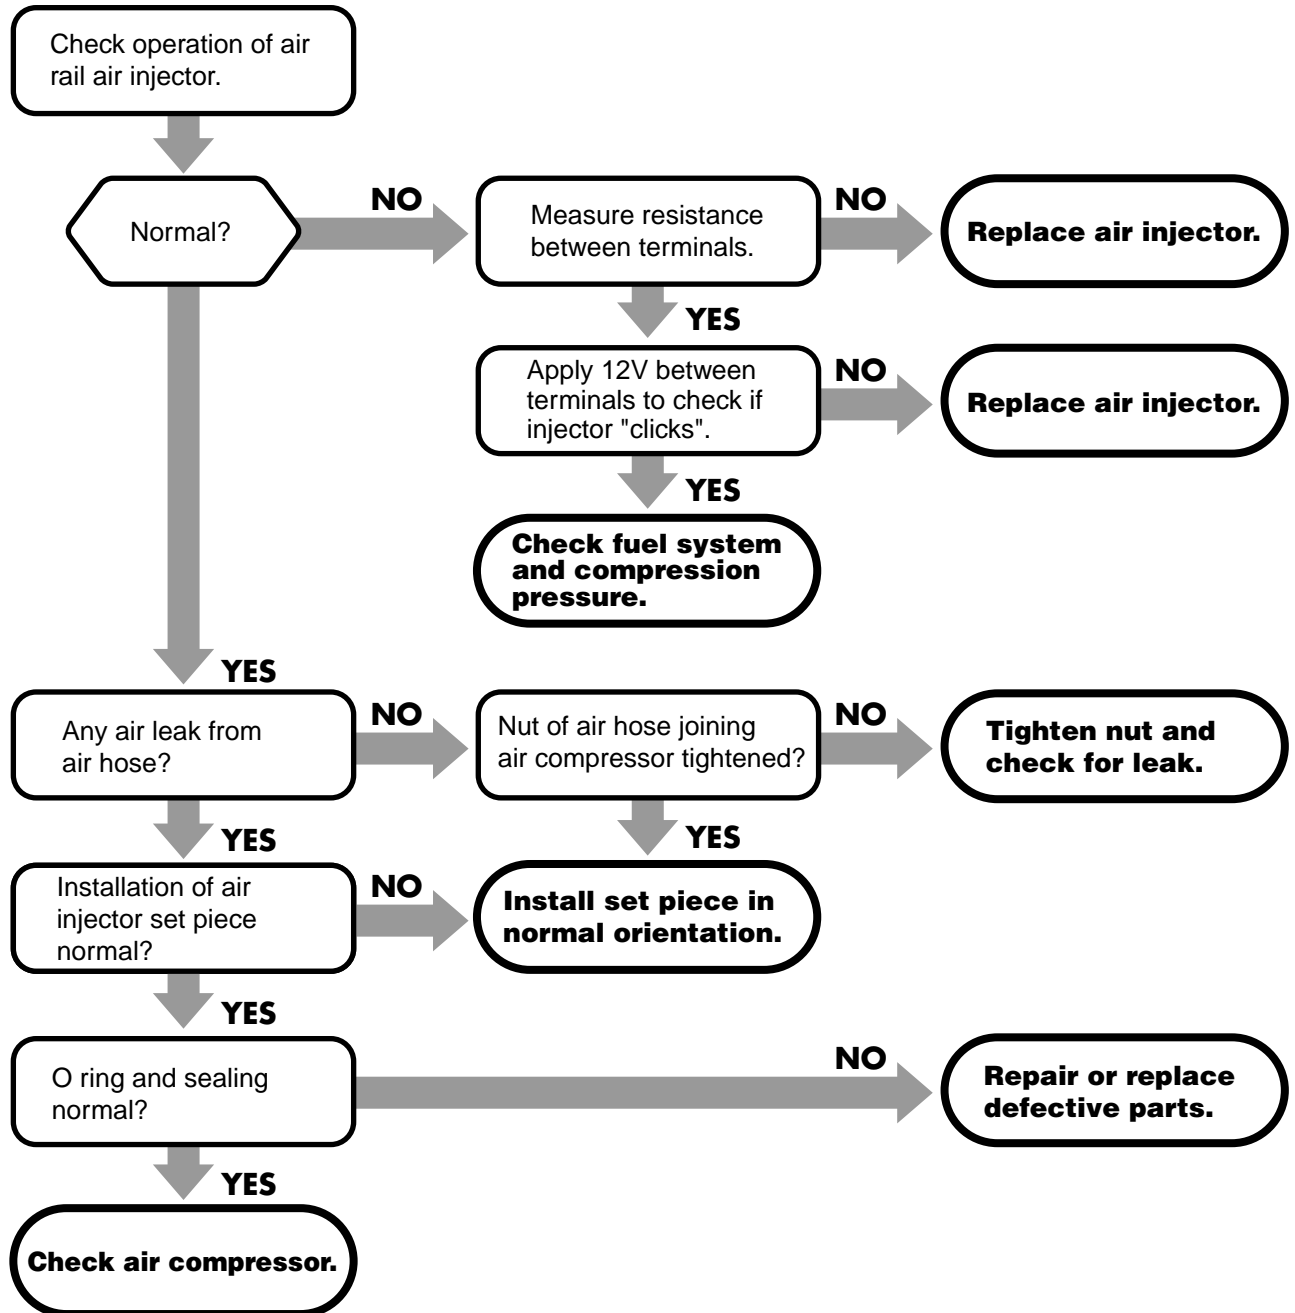 Check operation of air
rail air injector.
Normal?
NO
Measure resistance
between terminals.
NO
Replace air injector.
YES
Apply 12V between
terminals to check if
injector "clicks".
NO
Replace air injector.
YES
Check fuel system
and compression
pressure.
YES
Any air leak from
air hose?
NO
Nut of air hose joining
air compressor tightened?
NO
Tighten nut and
check for leak.
YES
YES
Installation of air
injector set piece
normal?
NO
Install set piece in
normal orientation.
YES
O ring and sealing
normal?
NO
Repair or replace
defective parts.
YES
Check air compressor.